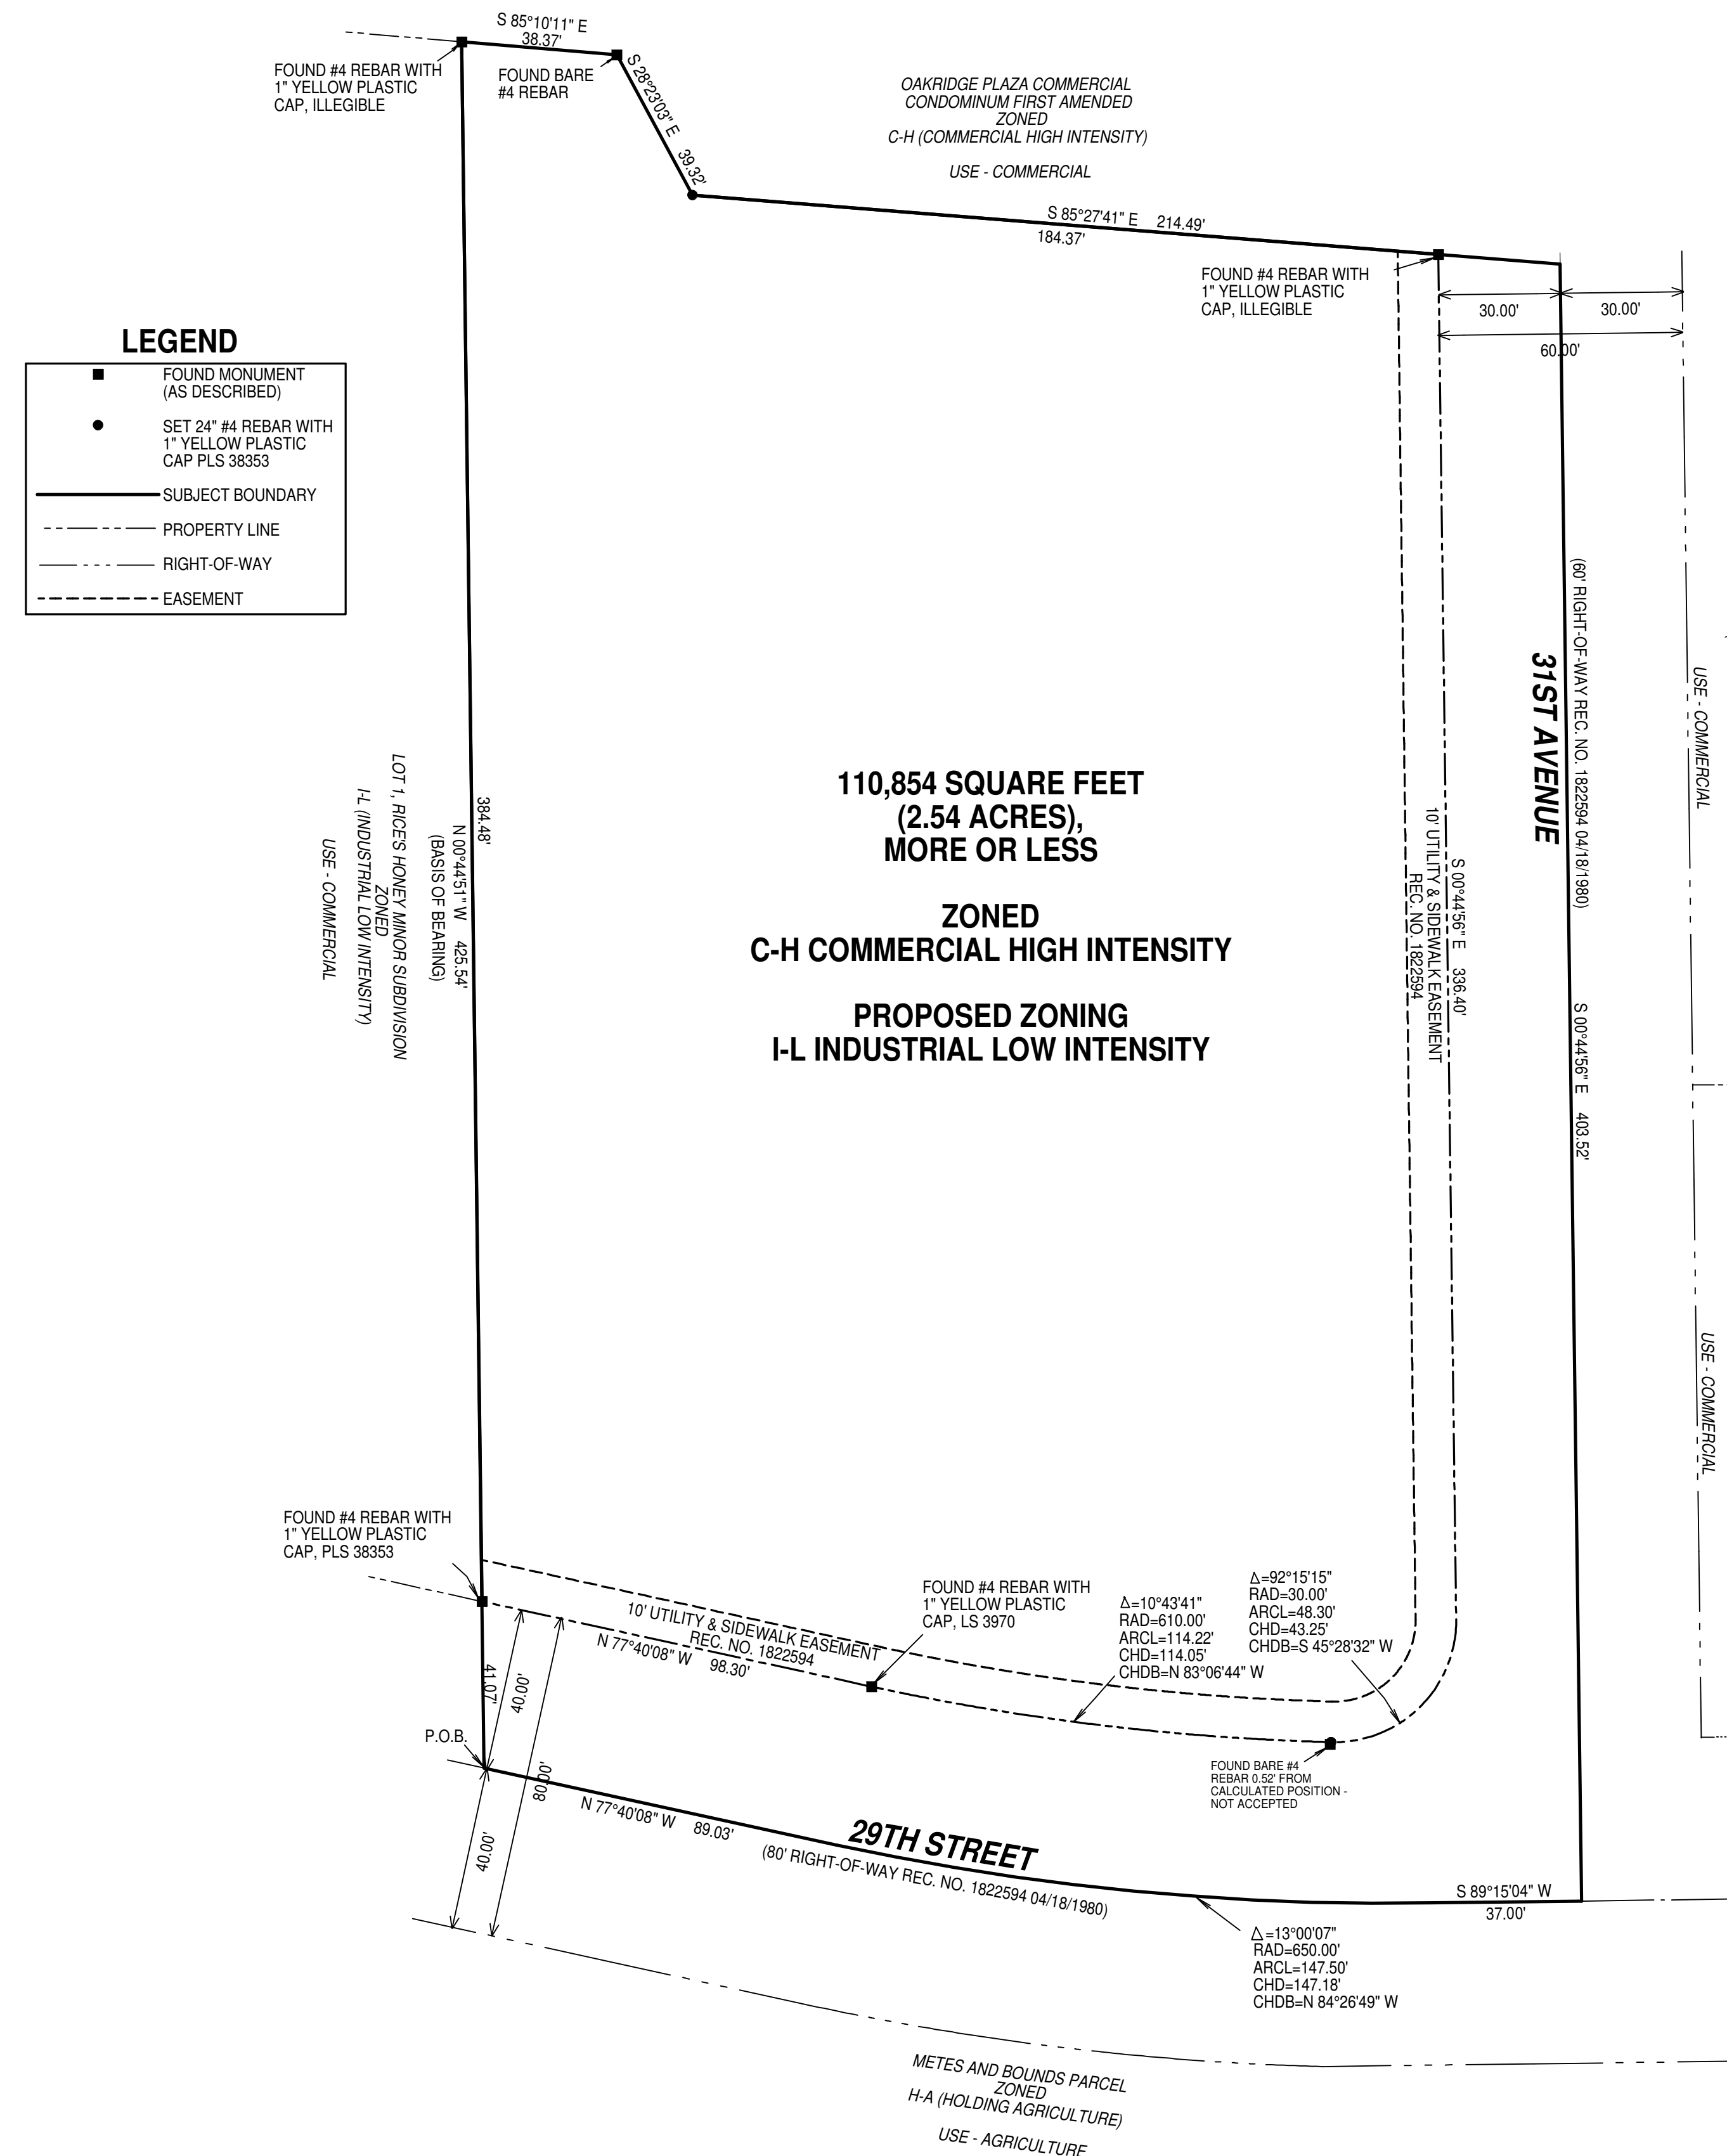 S 85°10'11" E
38.37'
FOUND #4 REBAR WITH
1" YELLOW PLASTIC
CAP, ILLEGIBLE
FOUND BARE
#4 REBAR
S 28°23'03" E 39.32'
OAKRIDGE PLAZA COMMERCIAL
CONDOMINUM FIRST AMENDED
ZONED
C-H (COMMERCIAL HIGH INTENSITY)
USE - COMMERCIAL
S 85°27'41" E 214.49'
184.37'
FOUND #4 REBAR WITH
1" YELLOW PLASTIC
CAP, ILLEGIBLE
30.00'
30.00'
60.00'
LEGEND
FOUND MONUMENT
(AS DESCRIBED)
SET 24" #4 REBAR WITH
1" YELLOW PLASTIC
CAP PLS 38353
SUBJECT BOUNDARY
PROPERTY LINE
RIGHT-OF-WAY
EASEMENT
(60' RIGHT-OF-WAY REC. NO. 1822594 04/18/1980)
31ST AVENUE
USE - COMMERCIAL
384.48'
N 00°44'51" W 425.54'
(BASIS OF BEARING)
LOT 1, RICE'S HONEY MINOR SUBDIVISION
ZONED
I-L (INDUSTRIAL LOW INTENSITY)
USE - COMMERCIAL
110,854 SQUARE FEET
(2.54 ACRES),
MORE OR LESS
ZONED
C-H COMMERCIAL HIGH INTENSITY
PROPOSED ZONING
I-L INDUSTRIAL LOW INTENSITY
S 00°44'56" E 336.40'
10' UTILITY & SIDEWALK EASEMENT
REC. NO. 1822594
S 00°44'56" E 403.52'
USE - COMMERCIAL
FOUND #4 REBAR WITH
1" YELLOW PLASTIC
CAP, PLS 38353
10' UTILITY & SIDEWALK EASEMENT
REC. NO. 1822594
N 77°40'08" W 98.30'
FOUND #4 REBAR WITH
1" YELLOW PLASTIC
CAP, LS 3970
Δ=10°43'41"
RAD=610.00'
ARCL=114.22'
CHD=114.05'
CHDB=N 83°06'44" W
Δ=92°15'15"
RAD=30.00'
ARCL=48.30'
CHD=43.25'
CHDB=S 45°28'32" W
41.07'
40.00'
80.00'
40.00'
P.O.B.
FOUND BARE #4
REBAR 0.52' FROM
CALCULATED POSITION -
NOT ACCEPTED
N 77°40'08" W 89.03'
29TH STREET
(80' RIGHT-OF-WAY REC. NO. 1822594 04/18/1980)
S 89°15'04" W
37.00'
Δ=13°00'07"
RAD=650.00'
ARCL=147.50'
CHD=147.18'
CHDB=N 84°26'49" W
METES AND BOUNDS PARCEL
ZONED
H-A (HOLDING AGRICULTURE)
USE - AGRICULTURE